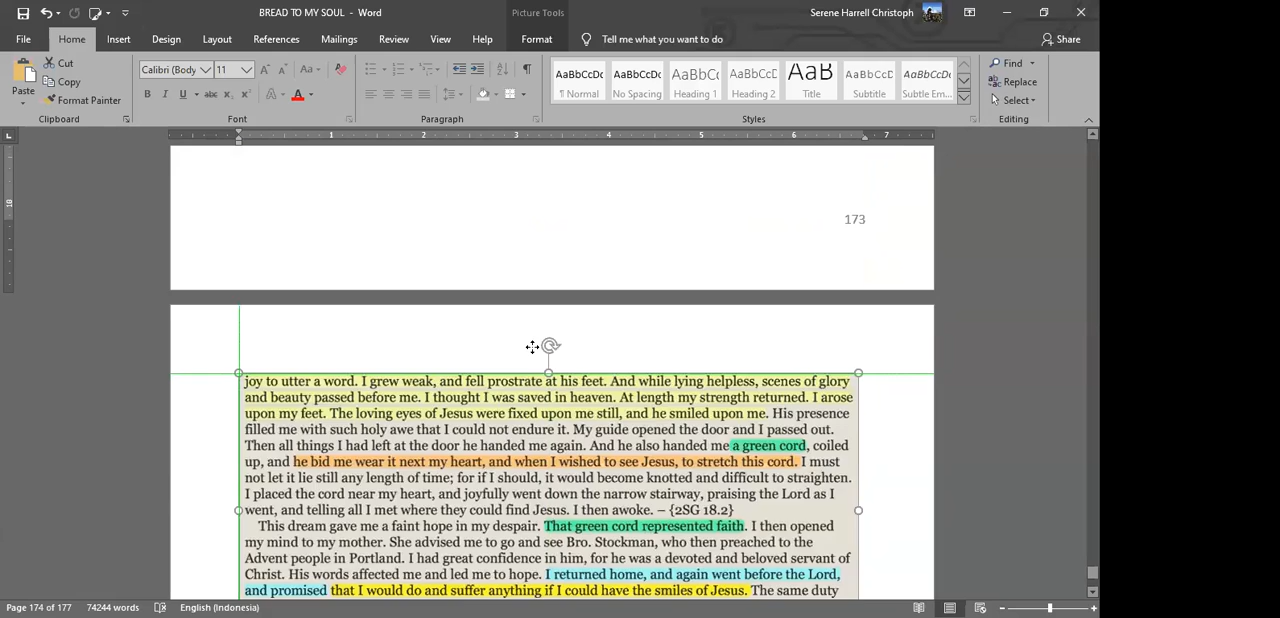 BREAD TO MY SOUL - Word
Picture Tools
Serene Harrell Christoph
File Home Insert Design Layout References Mailings Review View Help Format Tell me what you want to do Share
Paste
Cut
Copy
Format Painter
Clipboard
Calibri (Body 11
Aa
B I U abc x₂ x² A A
Font
Paragraph
AaBbCcDc AaBbCcDc AaBbCc AaBbCcD AaB AaBbCcD AaBbCcDc
¶ Normal No Spacing Heading 1 Heading 2 Title Subtitle Subtle Em...
Styles
Find
Replace
Select
Editing
1 2 3 4 5 6 7
173
joy to utter a word. I grew weak, and fell prostrate at his feet. And while lying helpless, scenes of glory
and beauty passed before me. I thought I was saved in heaven. At length my strength returned. I arose
upon my feet. The loving eyes of Jesus were fixed upon me still, and he smiled upon me. His presence
filled me with such holy awe that I could not endure it. My guide opened the door and I passed out.
Then all things I had left at the door he handed me again. And he also handed me a green cord, coiled
up, and he bid me wear it next my heart, and when I wished to see Jesus, to stretch this cord. I must
not let it lie still any length of time; for if I should, it would become knotted and difficult to straighten.
I placed the cord near my heart, and joyfully went down the narrow stairway, praising the Lord as I
went, and telling all I met where they could find Jesus. I then awoke. – {2SG 18.2}
This dream gave me a faint hope in my despair. That green cord represented faith. I then opened
my mind to my mother. She advised me to go and see Bro. Stockman, who then preached to the
Advent people in Portland. I had great confidence in him, for he was a devoted and beloved servant of
Christ. His words affected me and led me to hope. I returned home, and again went before the Lord,
and promised that I would do and suffer anything if I could have the smiles of Jesus. The same duty
Page 174 of 177 74244 words English (Indonesia)